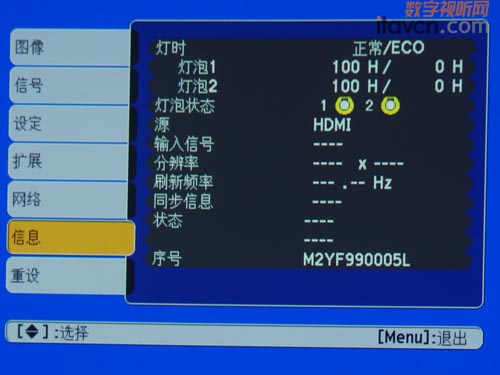 数字视听网
itavcn.com
图像
信号
设定
扩展
网络
信息
重设
灯时 正常/ECO
灯泡1 100 H / 0 H
灯泡2 100 H / 0 H
灯泡状态 1 2
源 HDMI
输入信号 ----
分辨率 ---- x ----
刷新频率 --- .-- Hz
同步信息 ----
状态 ----
----
序号 M2YF990005L
[ ]:选择 [Menu]:退出